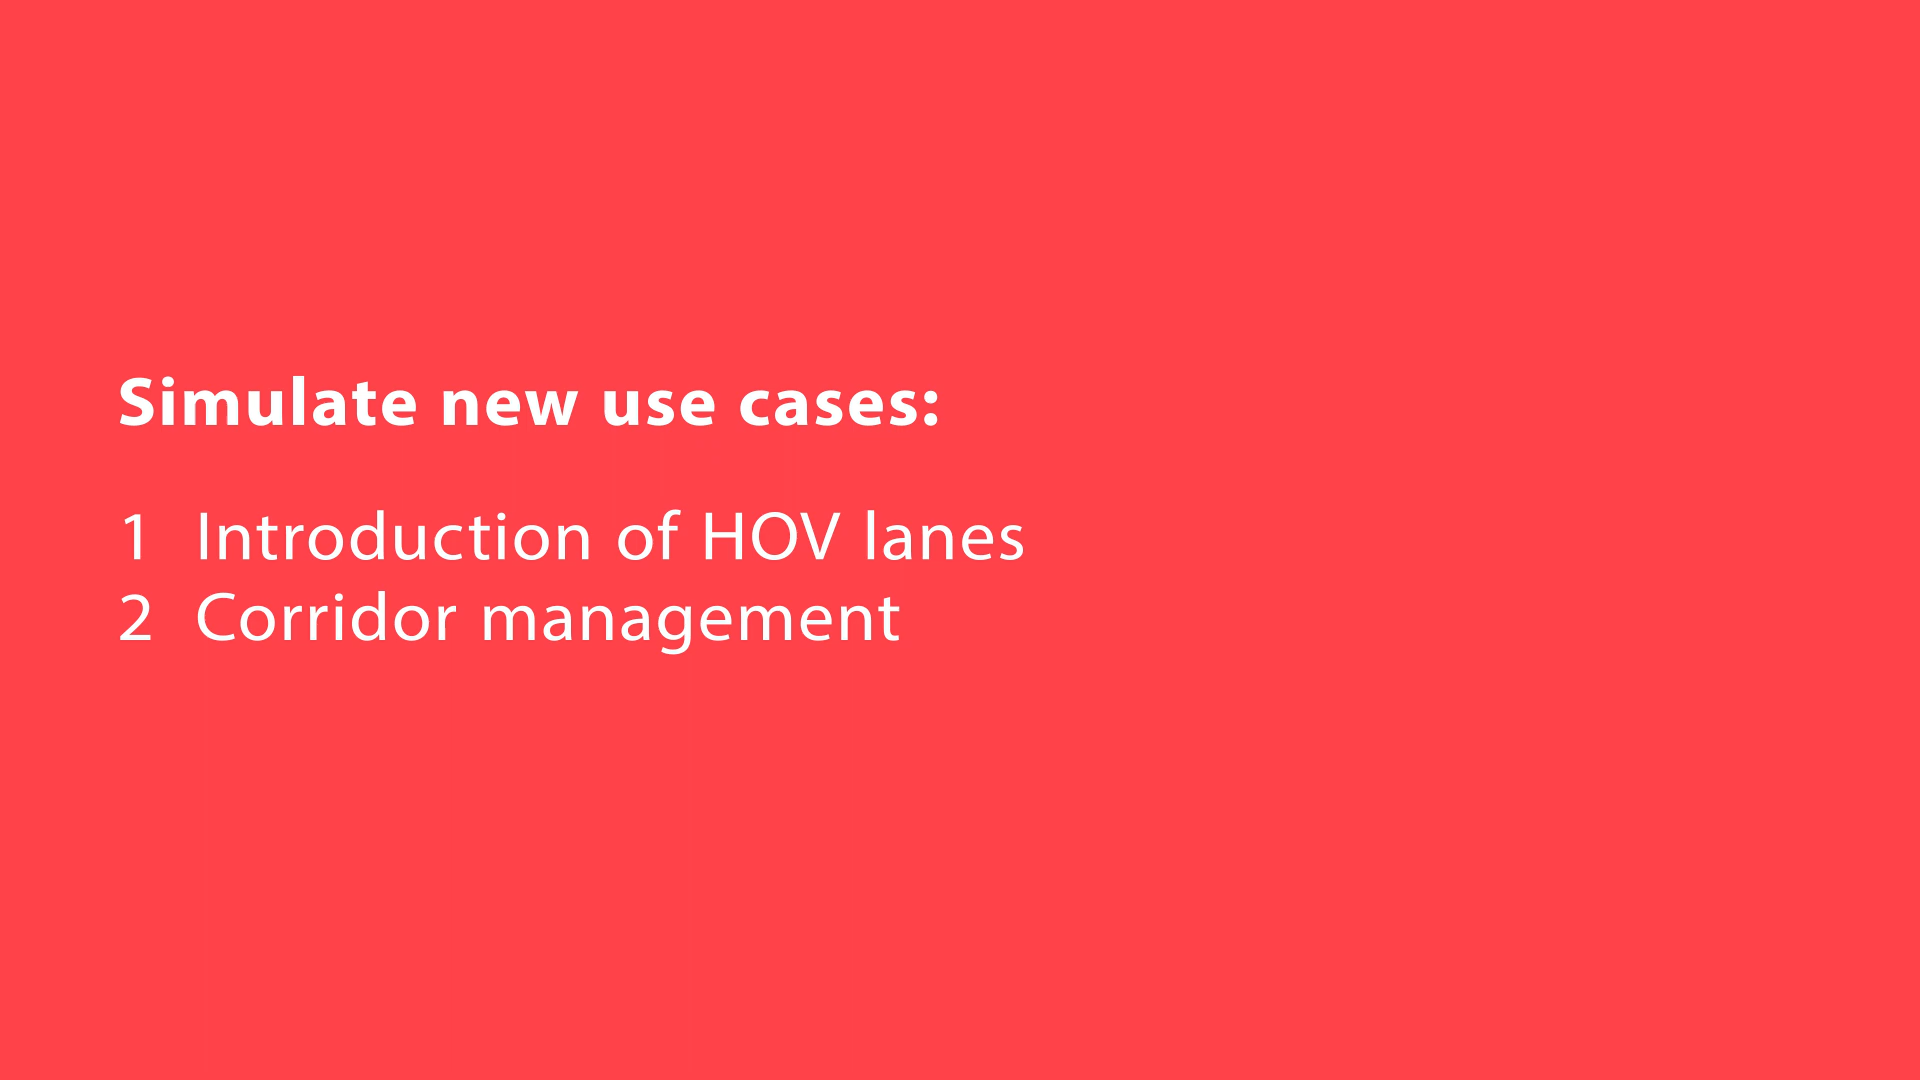 Simulate new use cases:
1 Introduction of HOV lanes
2 Corridor management